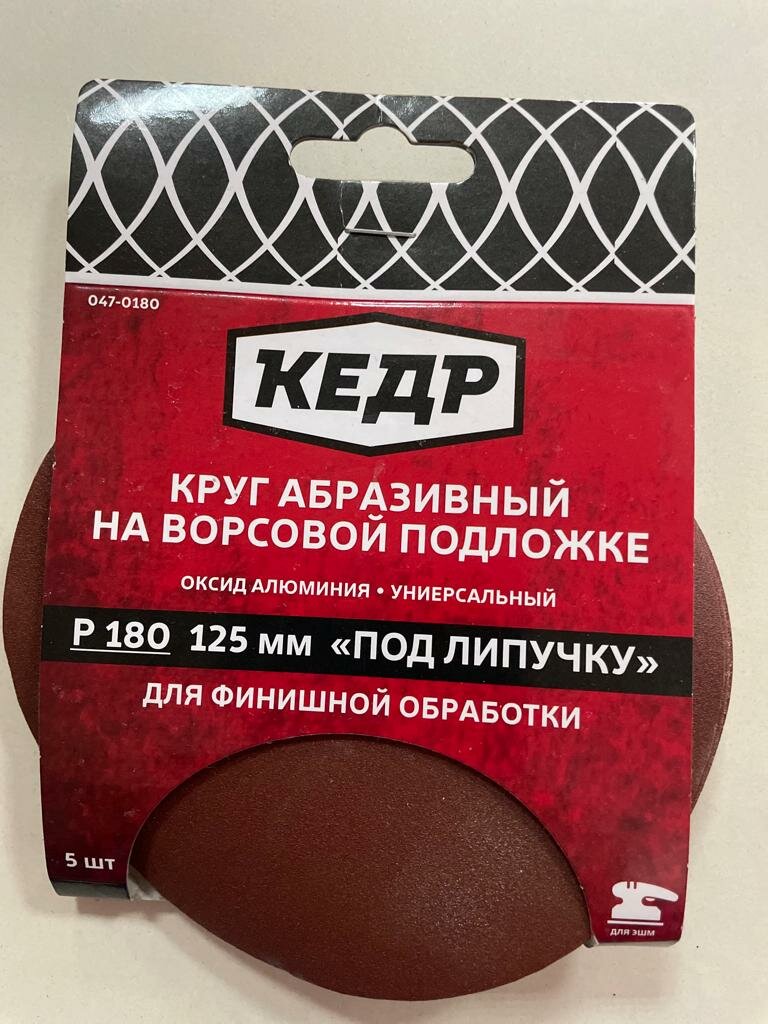 047-0180
КЕДР
КРУГ АБРАЗИВНЫЙ
НА ВОРСОВОЙ ПОДЛОЖКЕ
ОКСИД АЛЮМИНИЯ • УНИЕРСАЛЬНЫЙ
Р 180 125 мм «ПОД ЛИПУЧКУ»
ДЛЯ ФИНИШНОЙ ОБРАБОТКИ
5 шт
ДЛЯ ЭШМ